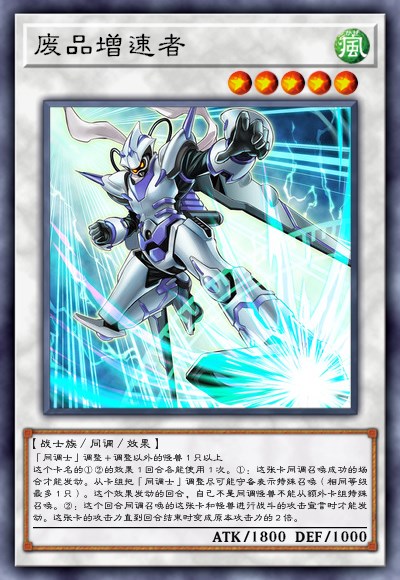 废品增速者
風
【战士族／同调／效果】
「同调士」调整＋调整以外的怪兽1只以上
这个卡名的①②的效果1回合各能使用1次。①：这张卡同调召唤成功的场
合才能发动。从卡组把「同调士」调整尽可能守备表示特殊召唤（相同等级
最多1只）。这个效果发动的回合，自己不是同调怪兽不能从额外卡组特殊
召唤。②：这个回合同调召唤的这张卡和怪兽进行战斗的攻击宣言时才能发
动。这张卡的攻击力直到回合结束时变成原本攻击力的2倍。
ATK/1800 DEF/1000